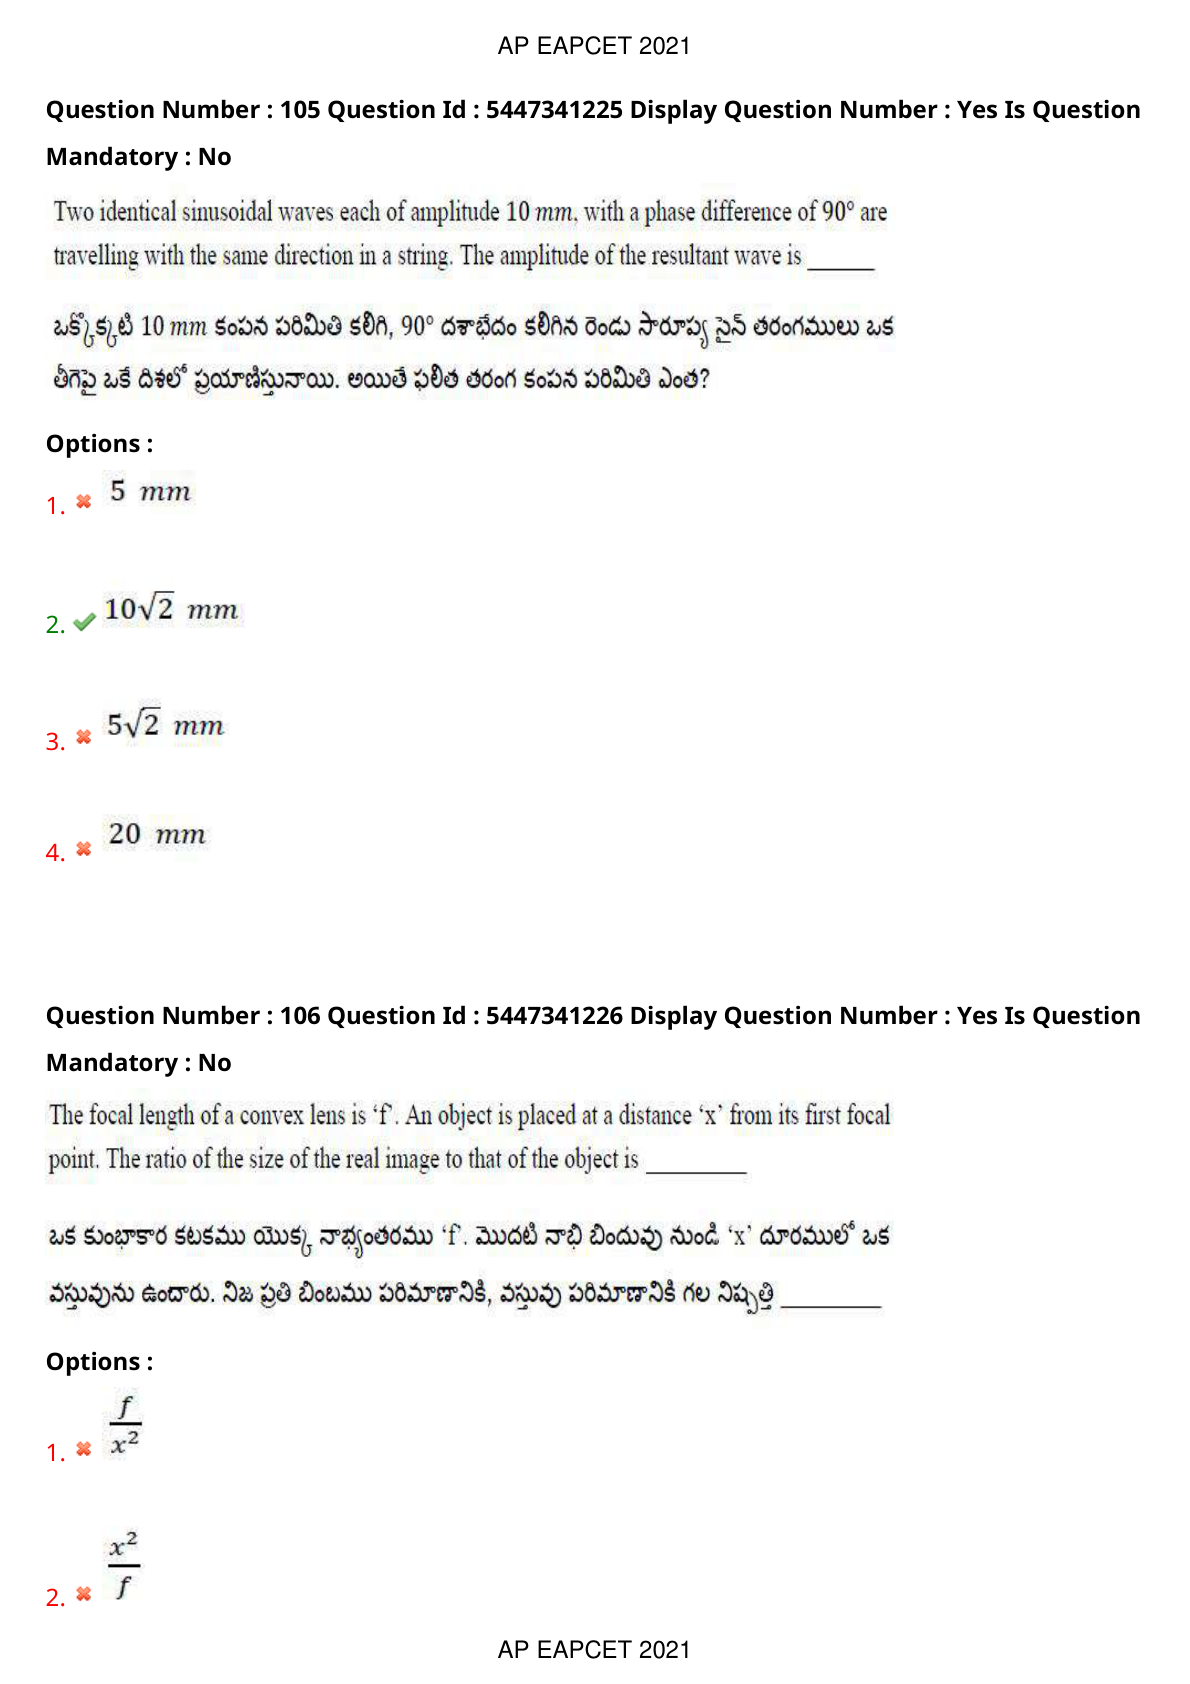 AP EAPCET 2021
Question Number : 105 Question Id : 5447341225 Display Question Number : Yes Is Question
Mandatory : No
Two identical sinusoidal waves each of amplitude 10 mm, with a phase difference of 90° are
travelling with the same direction in a string. The amplitude of the resultant wave is ______
ఒక్కొక్కటి 10 mm కంపన పరిమితి కలిగి, 90° దశాభేదం కలిగిన రెండు సారూప్య సైన్ తరంగములు ఒక
తీగెపై ఒకే దిశలో ప్రయాణిస్తునాయి. అయితే ఫలిత తరంగ కంపన పరిమితి ఎంత?
Options :
1. 5 mm
2. 10√2 mm
3. 5√2 mm
4. 20 mm
Question Number : 106 Question Id : 5447341226 Display Question Number : Yes Is Question
Mandatory : No
The focal length of a convex lens is ‘f’. An object is placed at a distance ‘x’ from its first focal
point. The ratio of the size of the real image to that of the object is ________
ఒక కుంభాకార కటకము యొక్క నాభ్యంతరము ‘f’. మొదటి నాభి బిందువు నుండి ‘x’ దూరములో ఒక
వస్తువును ఉందారు. నిజ ప్రతి బింబము పరిమాణానికి, వస్తువు పరిమాణానికి గల నిష్పత్తి ________
Options :
1. f/x²
2. x²/f
AP EAPCET 2021